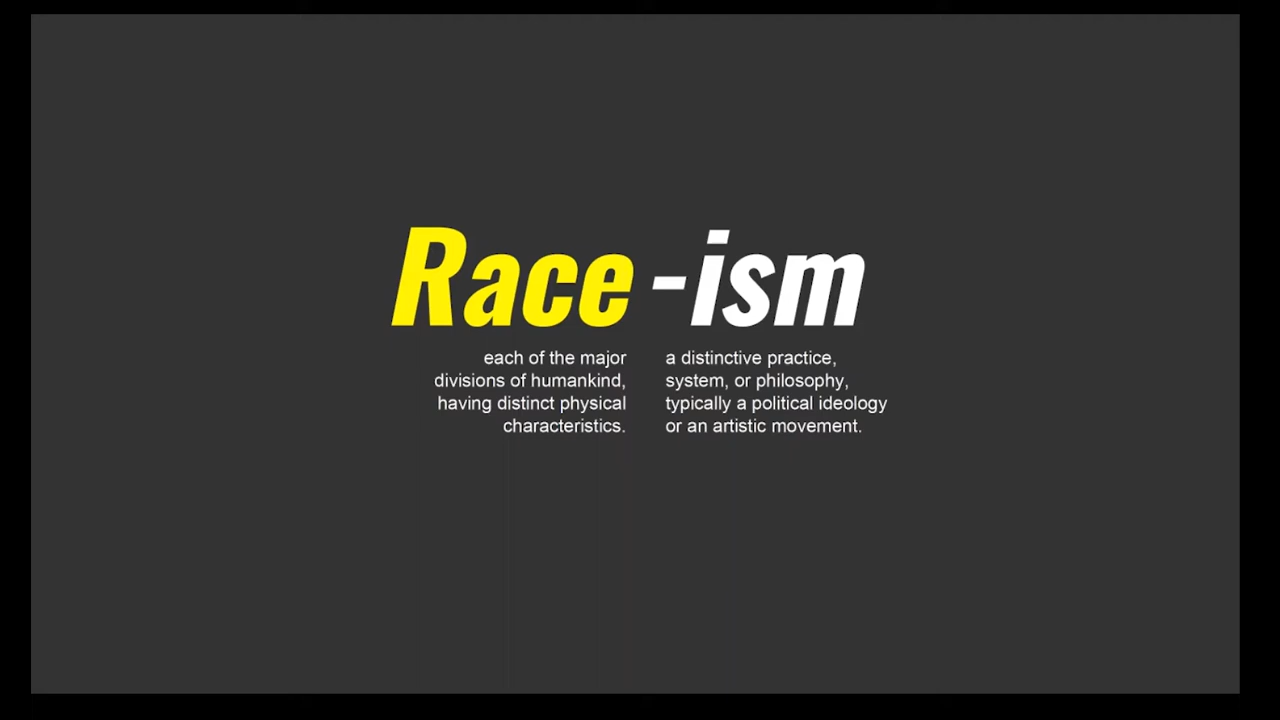 Race -ism
each of the major
divisions of humankind,
having distinct physical
characteristics.
a distinctive practice,
system, or philosophy,
typically a political ideology
or an artistic movement.